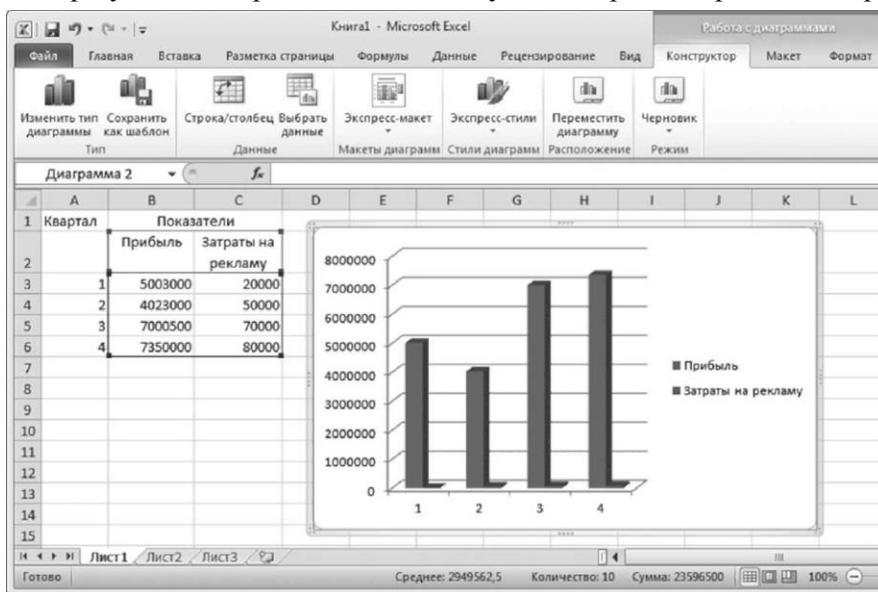 Книга1 - Microsoft Excel
Работа с диаграммами
Файл Главная Вставка Разметка страницы Формулы Данные Рецензирование Вид Конструктор Макет Формат
Изменить тип диаграммы Сохранить как шаблон Строка/столбец Выбрать данные Экспресс-макет Экспресс-стили Переместить диаграмму Черновик
Тип Данные Макеты диаграмм Стили диаграмм Расположение Режим
Диаграмма 2 fx
A B C D E F G H I J K L
1 Квартал Показатели
2 Прибыль Затраты на рекламу
3 1 5003000 20000
4 2 4023000 50000
5 3 7000500 70000
6 4 7350000 80000
7
8
9
10
11
12
13
14
15
8000000
7000000
6000000
5000000
4000000
3000000
2000000
1000000
0
1 2 3 4
Прибыль
Затраты на рекламу
Лист1 Лист2 Лист3
Готово Среднее: 2949562,5 Количество: 10 Сумма: 23596500 100%